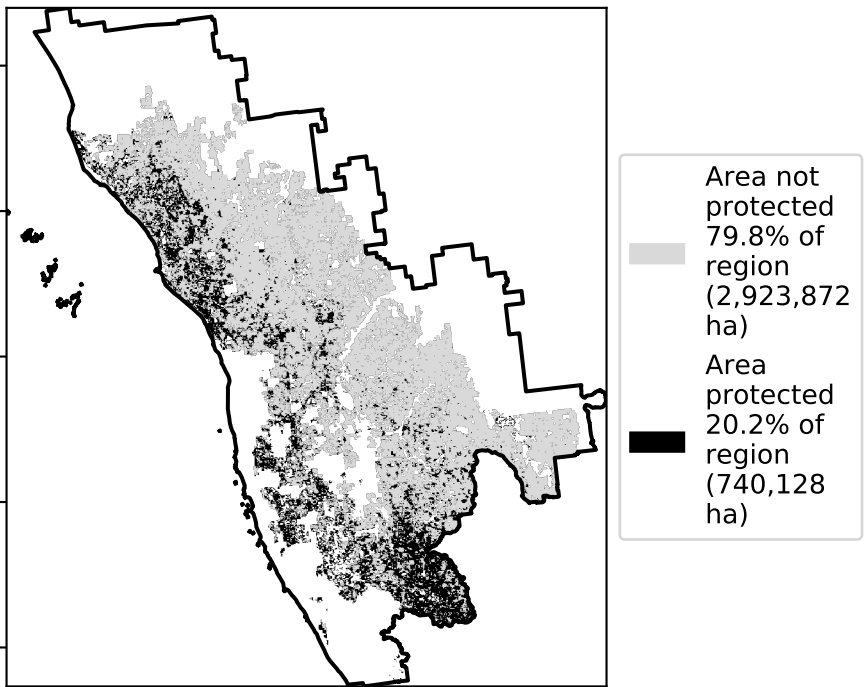 Area not
protected
79.8% of
region
(2,923,872
ha)
Area
protected
20.2% of
region
(740,128
ha)